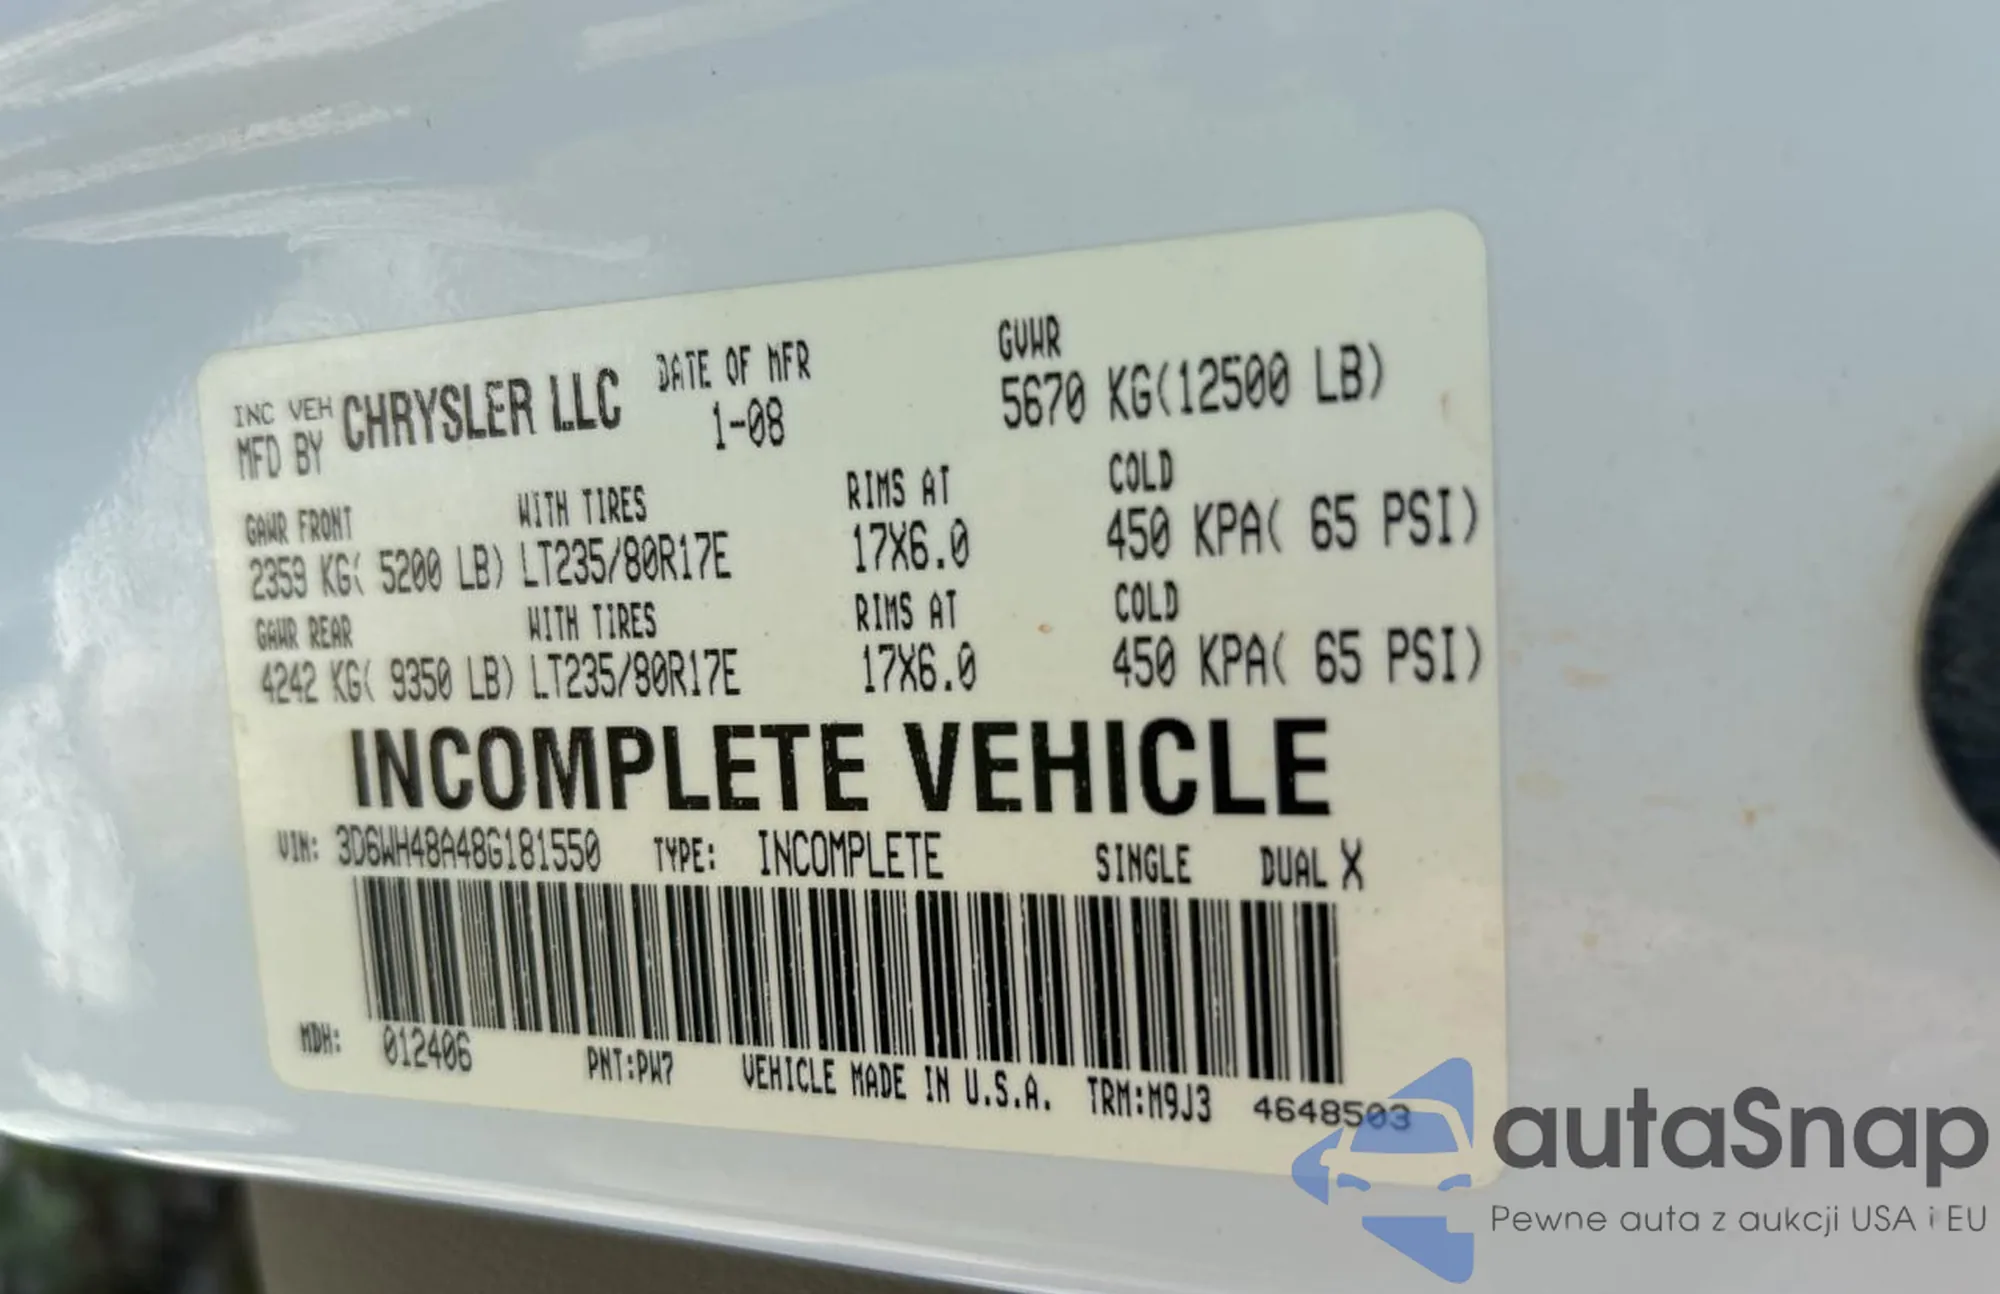 INC VEH
MFD BY CHRYSLER LLC DATE OF MFR 1-08 GVWR 5670 KG(12500 LB)
GAWR FRONT WITH TIRES RIMS AT COLD
2359 KG( 5200 LB) LT235/80R17E 17X6.0 450 KPA( 65 PSI)
GAWR REAR WITH TIRES RIMS AT COLD
4242 KG( 9350 LB) LT235/80R17E 17X6.0 450 KPA( 65 PSI)
INCOMPLETE VEHICLE
VIN: 3D6WH48A48G181550 TYPE: INCOMPLETE SINGLE DUAL X
MDH: 012406 PNT:PW7 VEHICLE MADE IN U.S.A. TRM:M9J3 4648503
autaSnap
Pewne auta z aukcji USA i EU